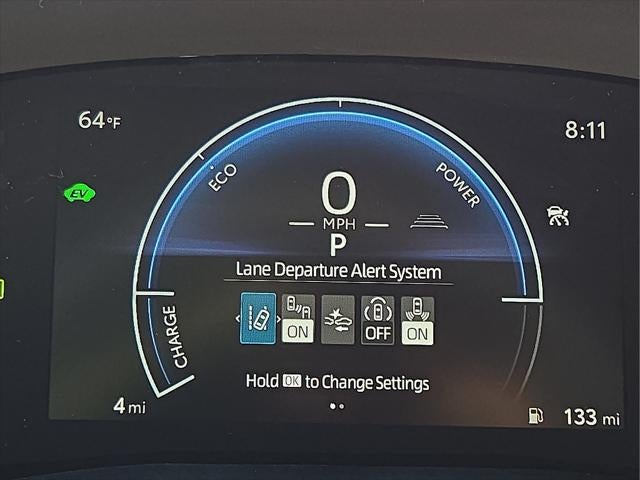 64°F
8:11
EV
ECO
POWER
0
MPH
P
Lane Departure Alert System
ON
OFF
ON
CHARGE
Hold OK to Change Settings
4 mi
133 mi